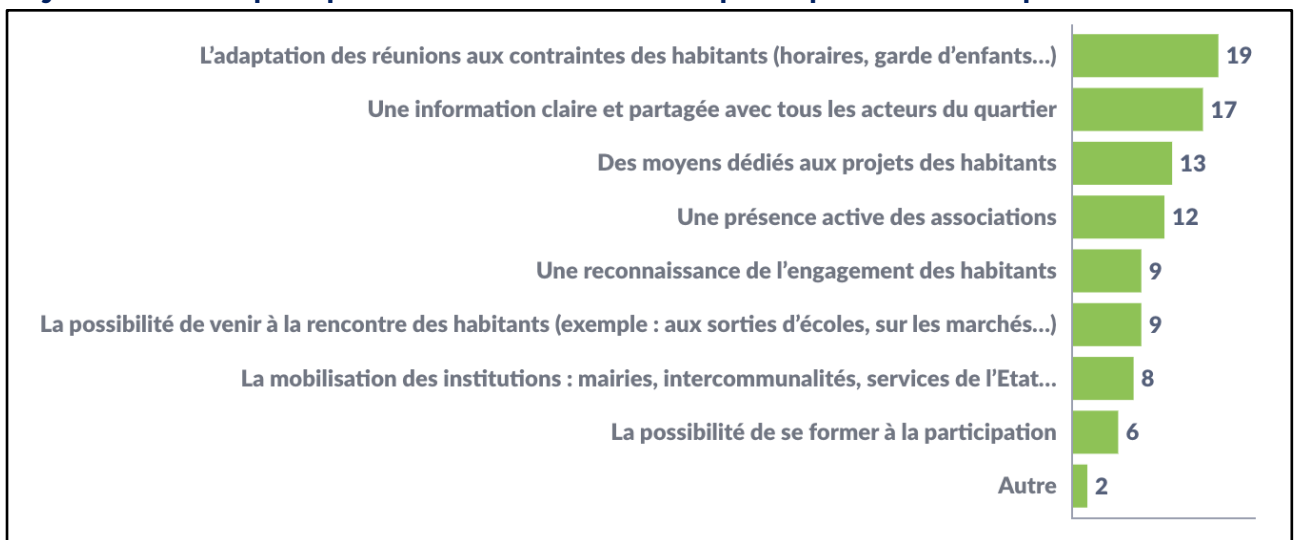 L'adaptation des réunions aux contraintes des habitants (horaires, garde d'enfants...) 19
Une information claire et partagée avec tous les acteurs du quartier 17
Des moyens dédiés aux projets des habitants 13
Une présence active des associations 12
Une reconnaissance de l'engagement des habitants 9
La possibilité de venir à la rencontre des habitants (exemple : aux sorties d'écoles, sur les marchés...) 9
La mobilisation des institutions : mairies, intercommunalités, services de l'Etat... 8
La possibilité de se former à la participation 6
Autre 2